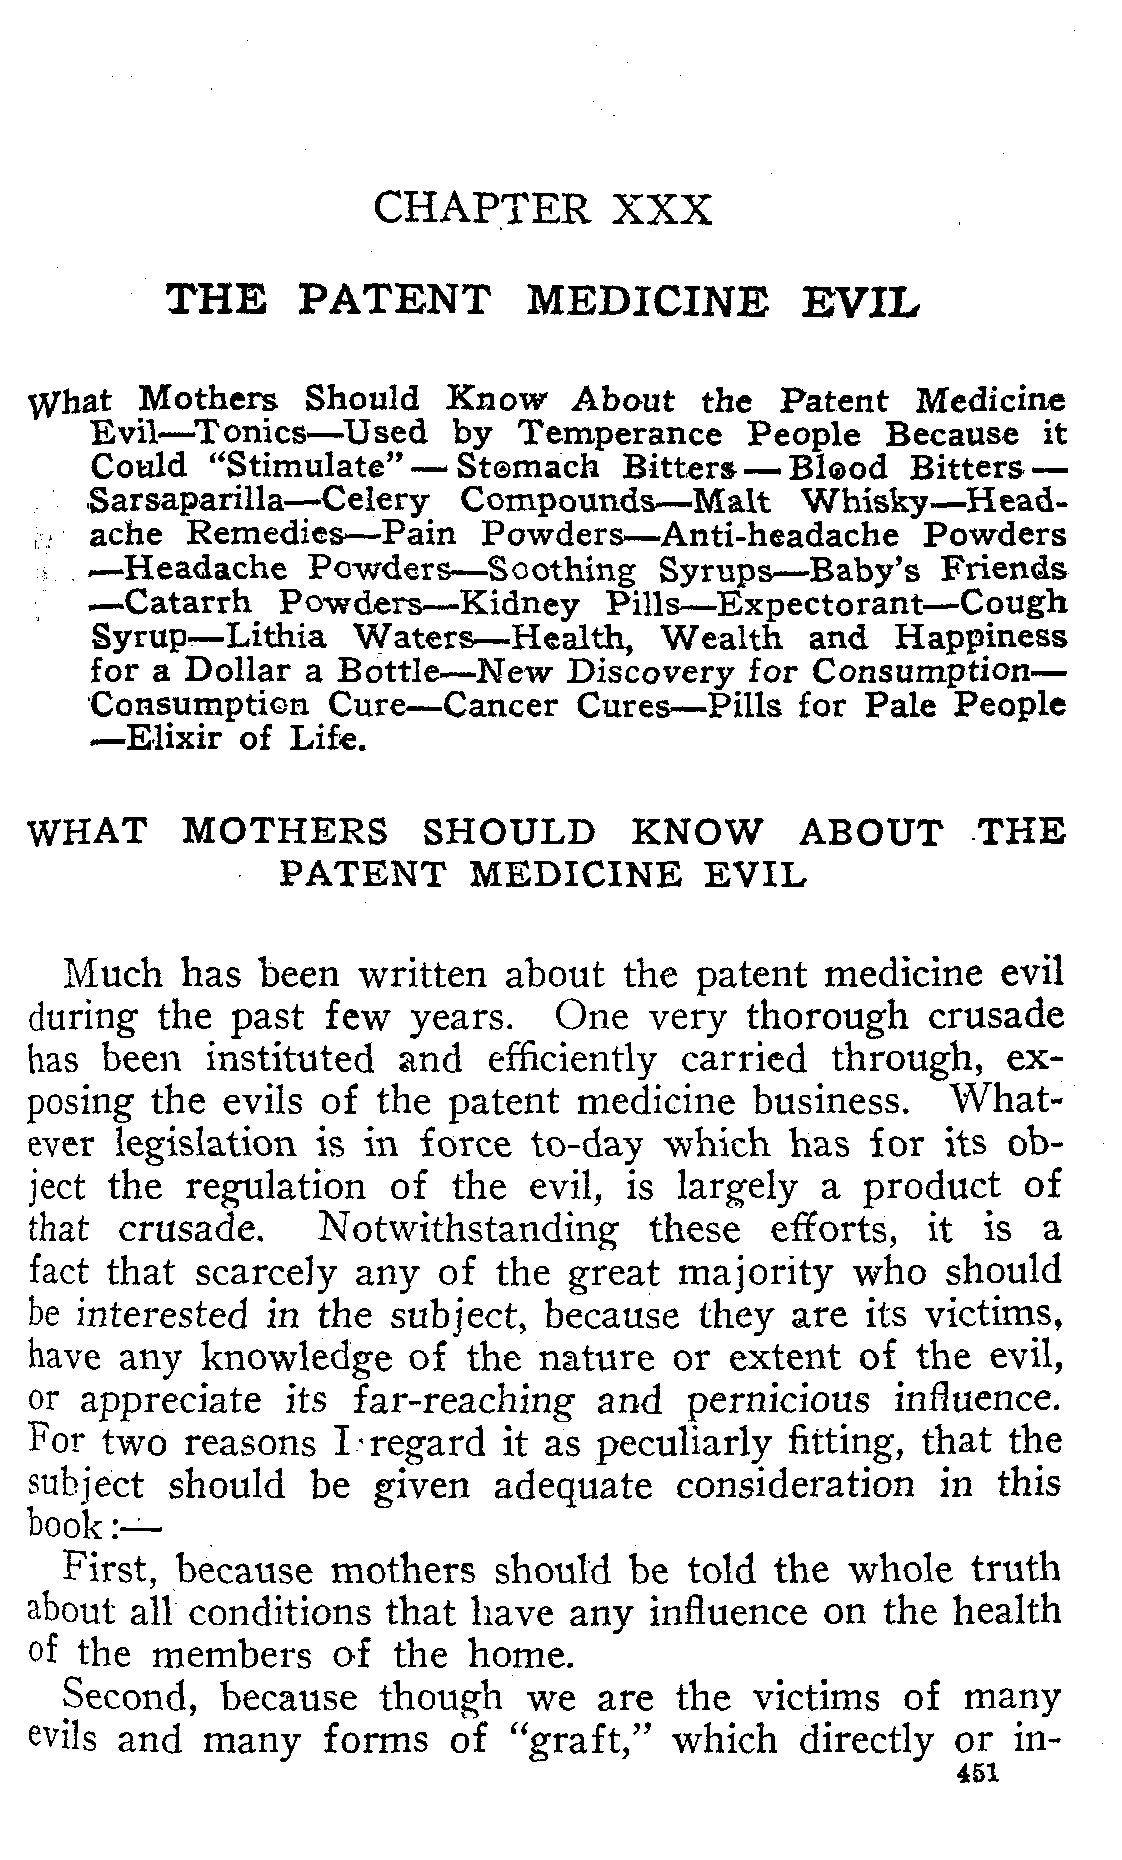 CHAPTER XXX
THE PATENT MEDICINE EVIL
What Mothers Should Know About the Patent Medicine
Evil—Tonics—Used by Temperance People Because it
Could “Stimulate” — Stomach Bitters — Blood Bitters —
Sarsaparilla—Celery Compounds—Malt Whisky—Head-
ache Remedies—Pain Powders—Anti-headache Powders
—Headache Powders—Soothing Syrups—Baby's Friends
—Catarrh Powders—Kidney Pills—Expectorant—Cough
Syrup—Lithia Waters—Health, Wealth and Happiness
for a Dollar a Bottle—New Discovery for Consumption—
Consumption Cure—Cancer Cures—Pills for Pale People
—Elixir of Life.
WHAT MOTHERS SHOULD KNOW ABOUT THE
PATENT MEDICINE EVIL
Much has been written about the patent medicine evil
during the past few years. One very thorough crusade
has been instituted and efficiently carried through, ex-
posing the evils of the patent medicine business. What-
ever legislation is in force to-day which has for its ob-
ject the regulation of the evil, is largely a product of
that crusade. Notwithstanding these efforts, it is a
fact that scarcely any of the great majority who should
be interested in the subject, because they are its victims,
have any knowledge of the nature or extent of the evil,
or appreciate its far-reaching and pernicious influence.
For two reasons I regard it as peculiarly fitting, that the
subject should be given adequate consideration in this
book:—
First, because mothers should be told the whole truth
about all conditions that have any influence on the health
of the members of the home.
Second, because though we are the victims of many
evils and many forms of “graft,” which directly or in-
451